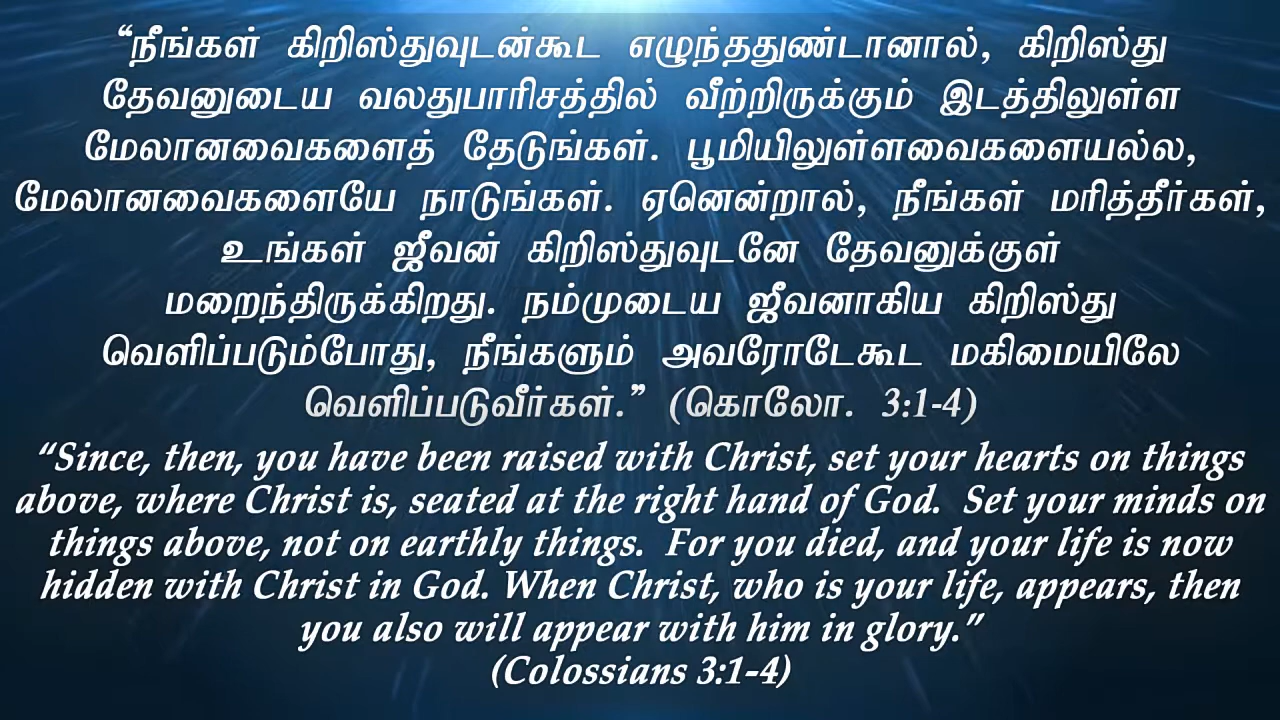 “நீங்கள் கிறிஸ்துவுடன்கூட எழுந்ததுண்டானால், கிறிஸ்து
தேவனுடைய வலதுபாரிசத்தில் வீற்றிருக்கும் இடத்திலுள்ள
மேலானவைகளைத் தேடுங்கள். பூமியிலுள்ளவைகளையல்ல,
மேலானவைகளையே நாடுங்கள். ஏனென்றால், நீங்கள் மரித்தீர்கள்,
உங்கள் ஜீவன் கிறிஸ்துவுடனே தேவனுக்குள்
மறைந்திருக்கிறது. நம்முடைய ஜீவனாகிய கிறிஸ்து
வெளிப்படும்போது, நீங்களும் அவரோடேகூட மகிமையிலே
வெளிப்படுவீர்கள்.” (கொலோ. 3:1-4)
“Since, then, you have been raised with Christ, set your hearts on things
above, where Christ is, seated at the right hand of God.  Set your minds on
things above, not on earthly things.  For you died, and your life is now
hidden with Christ in God. When Christ, who is your life, appears, then
you also will appear with him in glory.”
(Colossians 3:1-4)